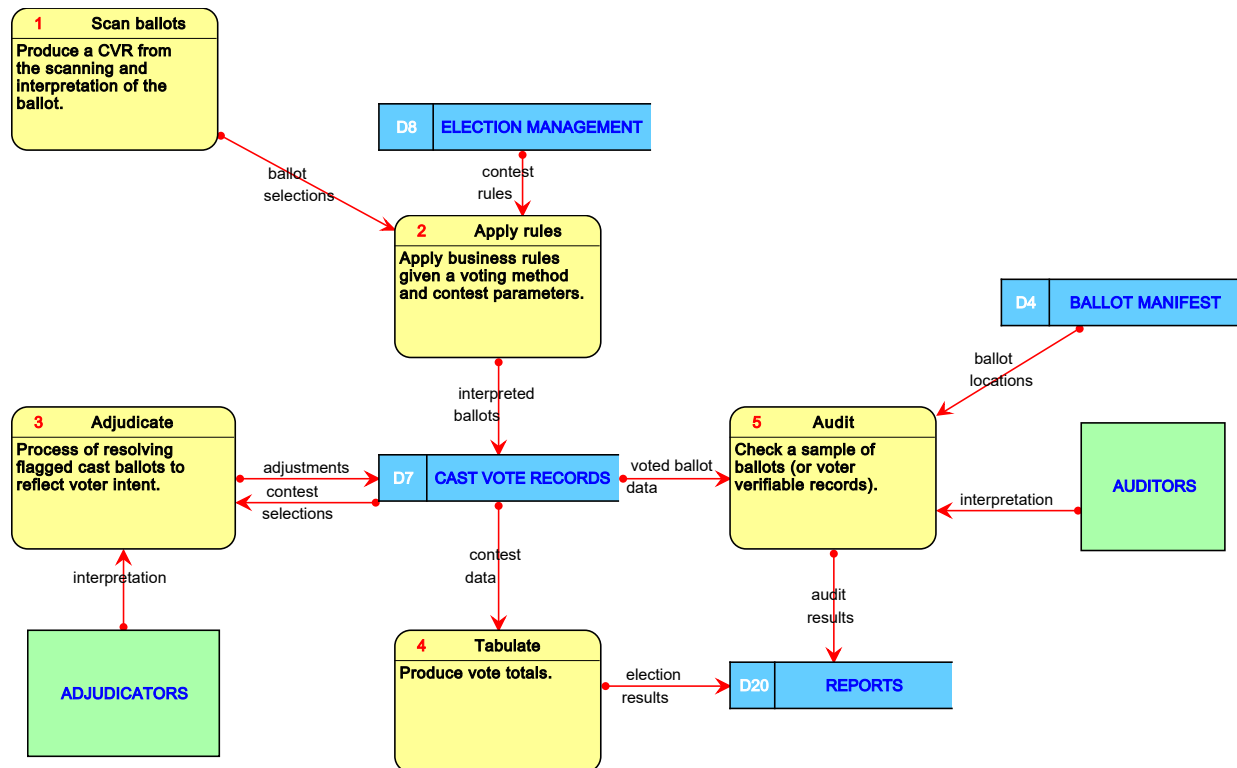 1 Scan ballots
Produce a CVR from
the scanning and
interpretation of the
ballot.
D8 ELECTION MANAGEMENT
ballot
selections
contest
rules
2 Apply rules
Apply business rules
given a voting method
and contest parameters.
D4 BALLOT MANIFEST
ballot
locations
interpreted
ballots
3 Adjudicate
Process of resolving
flagged cast ballots to
reflect voter intent.
adjustments
contest
selections
D7 CAST VOTE RECORDS
voted ballot
data
5 Audit
Check a sample of
ballots (or voter
verifiable records).
interpretation
AUDITORS
interpretation
ADJUDICATORS
contest
data
audit
results
4 Tabulate
Produce vote totals.
election
results
D20 REPORTS